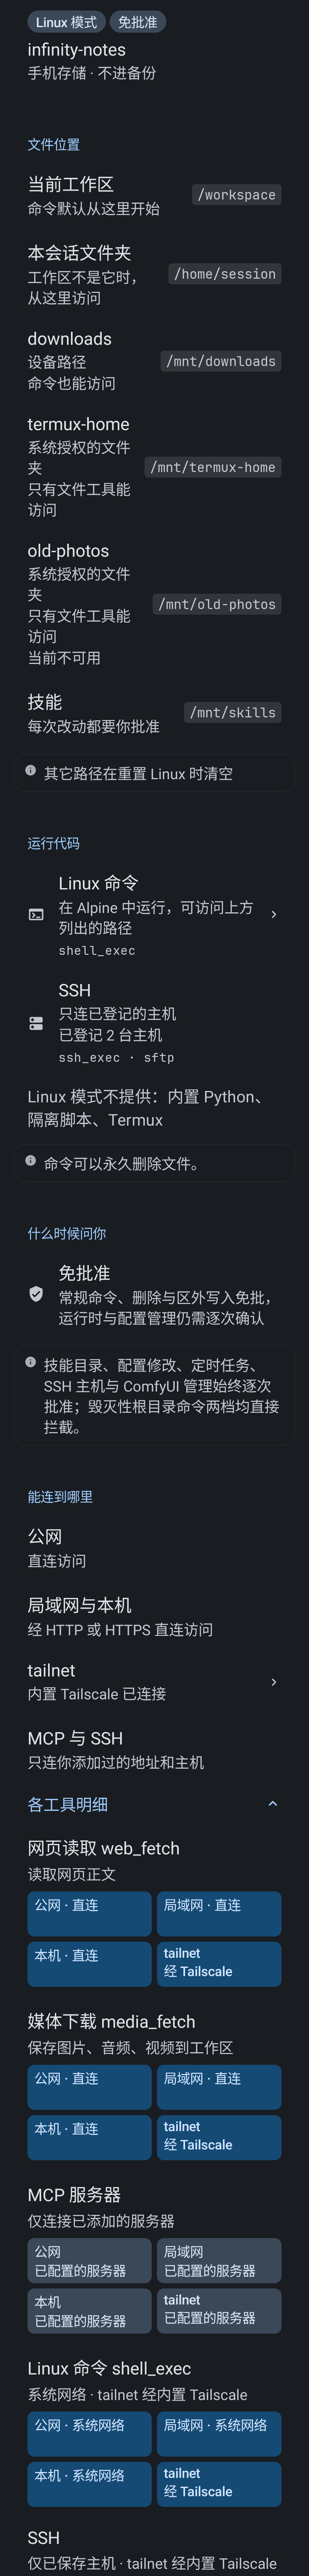 Linux 模式 免批准
infinity-notes
手机存储 · 不进备份
文件位置
当前工作区
命令默认从这里开始
/workspace
本会话文件夹
工作区不是它时，
从这里访问
/home/session
downloads
设备路径
命令也能访问
/mnt/downloads
termux-home
系统授权的文件
夹
只有文件工具能
访问
/mnt/termux-home
old-photos
系统授权的文件
夹
只有文件工具能
访问
当前不可用
/mnt/old-photos
技能
每次改动都要你批准
/mnt/skills
其它路径在重置 Linux 时清空
运行代码
Linux 命令
在 Alpine 中运行，可访问上方
列出的路径
shell_exec
SSH
只连已登记的主机
已登记 2 台主机
ssh_exec · sftp
Linux 模式不提供：内置 Python、
隔离脚本、Termux
命令可以永久删除文件。
什么时候问你
免批准
常规命令、删除与区外写入免批，
运行时与配置管理仍需逐次确认
技能目录、配置修改、定时任务、
SSH 主机与 ComfyUI 管理始终逐次
批准；毁灭性根目录命令两档均直接
拦截。
能连到哪里
公网
直连访问
局域网与本机
经 HTTP 或 HTTPS 直连访问
tailnet
内置 Tailscale 已连接
MCP 与 SSH
只连你添加过的地址和主机
各工具明细
网页读取 web_fetch
读取网页正文
公网 · 直连
局域网 · 直连
本机 · 直连
tailnet
经 Tailscale
媒体下载 media_fetch
保存图片、音频、视频到工作区
公网 · 直连
局域网 · 直连
本机 · 直连
tailnet
经 Tailscale
MCP 服务器
仅连接已添加的服务器
公网
已配置的服务器
局域网
已配置的服务器
本机
已配置的服务器
tailnet
已配置的服务器
Linux 命令 shell_exec
系统网络 · tailnet 经内置 Tailscale
公网 · 系统网络
局域网 · 系统网络
本机 · 系统网络
tailnet
经 Tailscale
SSH
仅已保存主机 · tailnet 经内置 Tailscale